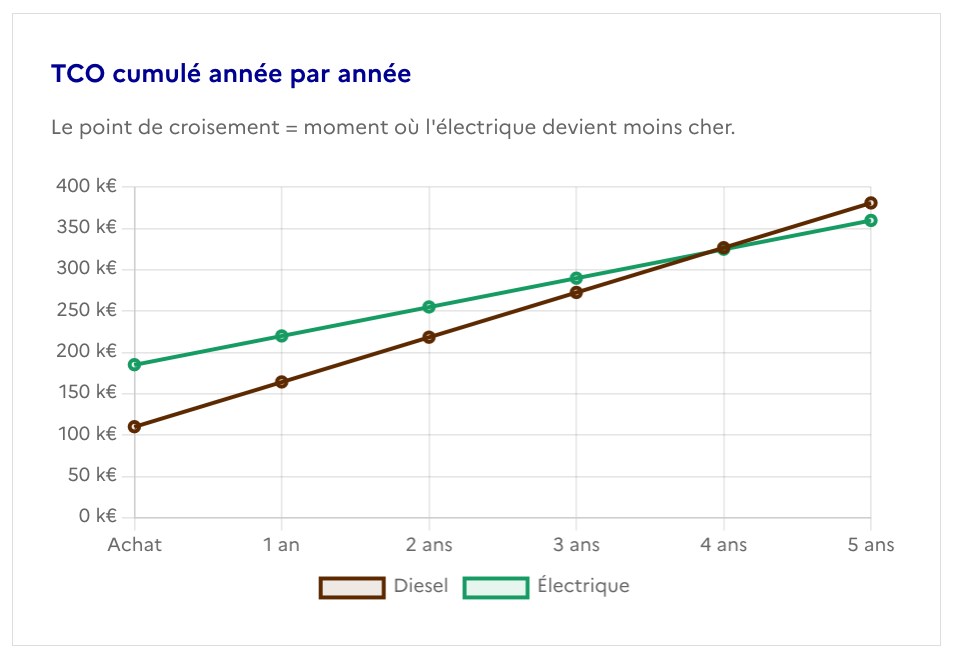 TCO cumulé année par année
Le point de croisement = moment où l'électrique devient moins cher.
400 k€
350 k€
300 k€
250 k€
200 k€
150 k€
100 k€
50 k€
0 k€
Achat 1 an 2 ans 3 ans 4 ans 5 ans
Diesel Électrique